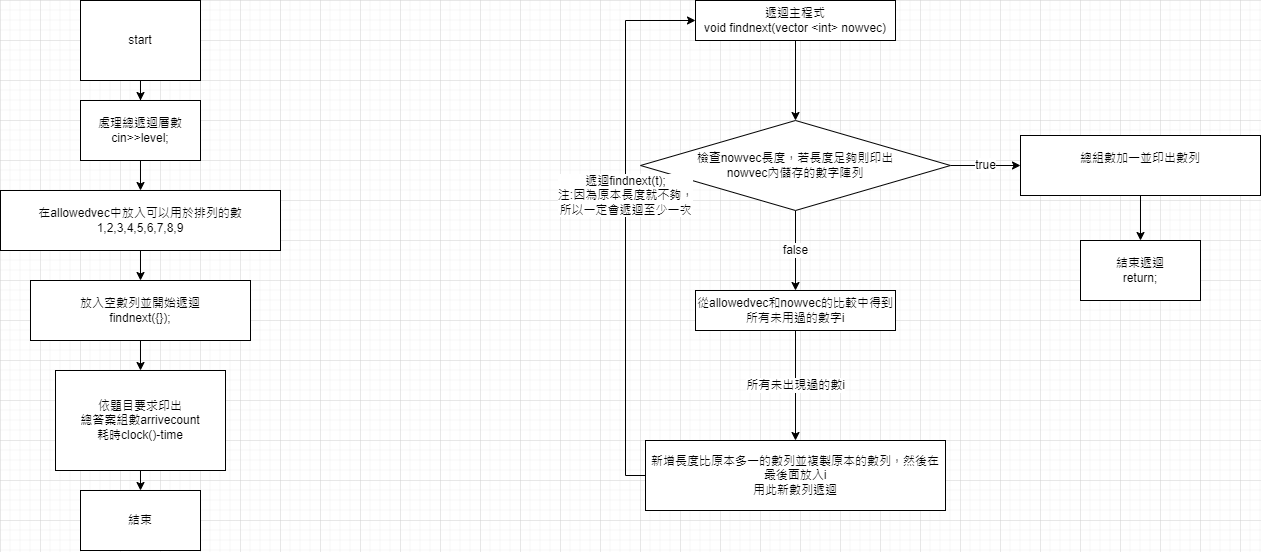 start
處理總遞迴層數
cin>>level;
在allowedvec中放入可以用於排列的數
1,2,3,4,5,6,7,8,9
放入空數列並開始遞迴
findnext({});
依題目要求印出
總答案組數arrivecount
耗時clock()-time
結束
遞迴主程式
void findnext(vector <int> nowvec)
檢查nowvec長度，若長度足夠則印出
nowvec內儲存的數字陣列
true
總組數加一並印出數列
結束遞迴
return;
false
從allowedvec和nowvec的比較中得到
所有未用過的數字i
所有未出現過的數i
新增長度比原本多一的數列並複製原本的數列，然後在
最後面放入i
用此新數列遞迴
遞迴findnext(t);
注:因為原本長度就不夠，
所以一定會遞迴至少一次